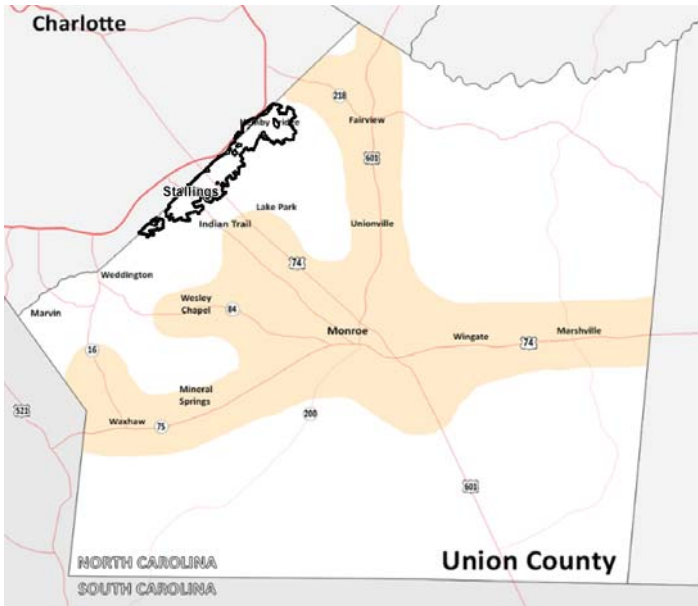 Charlotte
218
Fairview
601
Stallings
Lake Park
Indian Trail
Unionville
74
Weddington
Wesley
Chapel
84
Marvin
Monroe
Wingate
74
Marshville
16
Mineral
Springs
521
Waxhaw
75
200
601
NORTH CAROLINA
SOUTH CAROLINA
Union County